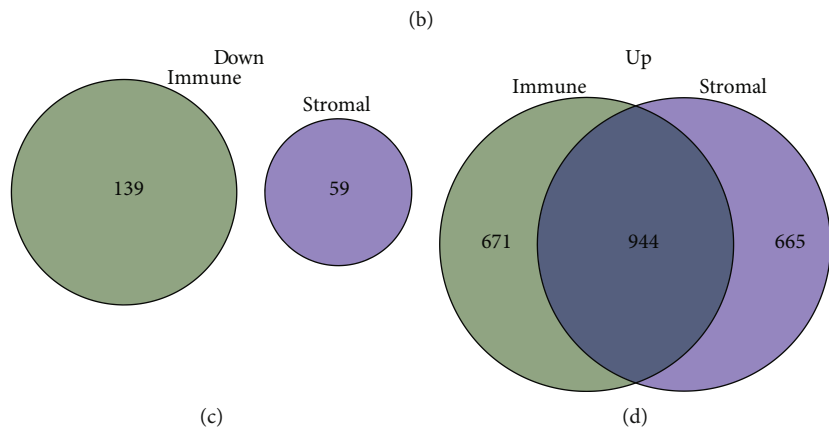 (b)
Down
Immune
Stromal
139
59
(c)
Up
Immune
Stromal
671
944
665
(d)